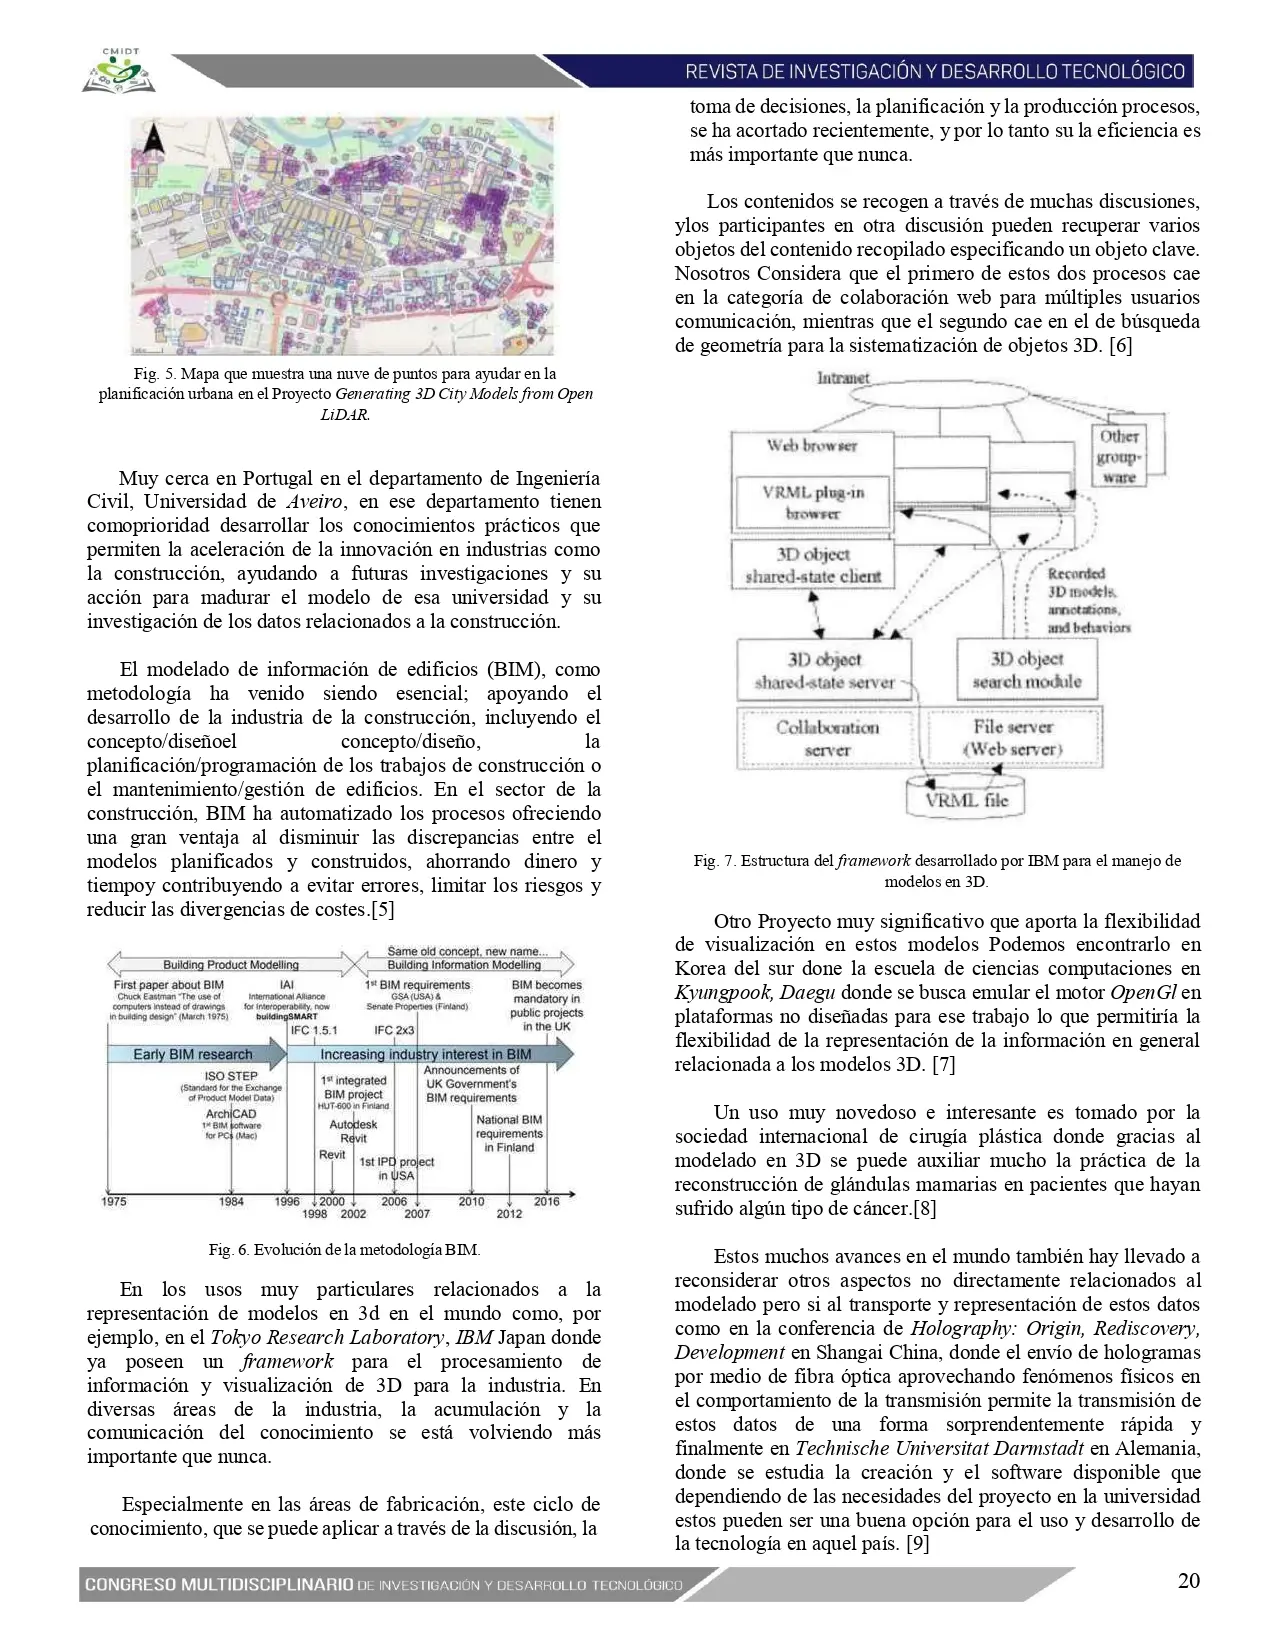 CMIDT
REVISTA DE INVESTIGACIÓN Y DESARROLLO TECNOLÓGICO
Fig. 5. Mapa que muestra una nuve de puntos para ayudar en la
planificación urbana en el Proyecto Generating 3D City Models from Open
LiDAR.
Muy cerca en Portugal en el departamento de Ingeniería
Civil, Universidad de Aveiro, en ese departamento tienen
comoprioridad desarrollar los conocimientos prácticos que
permiten la aceleración de la innovación en industrias como
la construcción, ayudando a futuras investigaciones y su
acción para madurar el modelo de esa universidad y su
investigación de los datos relacionados a la construcción.
El modelado de información de edificios (BIM), como
metodología ha venido siendo esencial; apoyando el
desarrollo de la industria de la construcción, incluyendo el
concepto/diseñoel concepto/diseño, la
planificación/programación de los trabajos de construcción o
el mantenimiento/gestión de edificios. En el sector de la
construcción, BIM ha automatizado los procesos ofreciendo
una gran ventaja al disminuir las discrepancias entre el
modelos planificados y construidos, ahorrando dinero y
tiempoy contribuyendo a evitar errores, limitar los riesgos y
reducir las divergencias de costes.[5]
Same old concept, new name...
Building Product Modelling
Building Information Modelling
First paper about BIM
Chuck Eastman "The use of
computers instead of drawings
in building design" (March 1975)
IAI
International Alliance
for Interoperability, now
buildingSMART
1st BIM requirements
GSA (USA) &
Senate Properties (Finland)
BIM becomes
mandatory in
public projects
in the UK
IFC 1.5.1
IFC 2x3
Early BIM research
Increasing industry interest in BIM
ISO STEP
(Standard for the Exchange
of Product Model Data)
ArchiCAD
1st BIM software
for PCs (Mac)
1st integrated
BIM project
HUT-600 in Finland
Autodesk
Revit
Revit
1st IPD project
in USA
Announcements of
UK Government's
BIM requirements
National BIM
requirements
in Finland
1975 1984 1996 2000 2006 2010 2016
1998 2002 2007 2012
Fig. 6. Evolución de la metodología BIM.
En los usos muy particulares relacionados a la
representación de modelos en 3d en el mundo como, por
ejemplo, en el Tokyo Research Laboratory, IBM Japan donde
ya poseen un framework para el procesamiento de
información y visualización de 3D para la industria. En
diversas áreas de la industria, la acumulación y la
comunicación del conocimiento se está volviendo más
importante que nunca.
Especialmente en las áreas de fabricación, este ciclo de
conocimiento, que se puede aplicar a través de la discusión, la
toma de decisiones, la planificación y la producción procesos,
se ha acortado recientemente, y por lo tanto su la eficiencia es
más importante que nunca.
Los contenidos se recogen a través de muchas discusiones,
ylos participantes en otra discusión pueden recuperar varios
objetos del contenido recopilado especificando un objeto clave.
Nosotros Considera que el primero de estos dos procesos cae
en la categoría de colaboración web para múltiples usuarios
comunicación, mientras que el segundo cae en el de búsqueda
de geometría para la sistematización de objetos 3D. [6]
Intranet
Web browser
VRML plug-in
browser
3D object
shared-state client
Other
group-
ware
Recorded
3D models,
annotations,
and behaviors
3D object
shared-state server
3D object
search module
Collaboration
server
File server
(Web server)
VRML file
Fig. 7. Estructura del framework desarrollado por IBM para el manejo de
modelos en 3D.
Otro Proyecto muy significativo que aporta la flexibilidad
de visualización en estos modelos Podemos encontrarlo en
Korea del sur done la escuela de ciencias computaciones en
Kyungpook, Daegu donde se busca emular el motor OpenGl en
plataformas no diseñadas para ese trabajo lo que permitiría la
flexibilidad de la representación de la información en general
relacionada a los modelos 3D. [7]
Un uso muy novedoso e interesante es tomado por la
sociedad internacional de cirugía plástica donde gracias al
modelado en 3D se puede auxiliar mucho la práctica de la
reconstrucción de glándulas mamarias en pacientes que hayan
sufrido algún tipo de cáncer.[8]
Estos muchos avances en el mundo también hay llevado a
reconsiderar otros aspectos no directamente relacionados al
modelado pero si al transporte y representación de estos datos
como en la conferencia de Holography: Origin, Rediscovery,
Development en Shangai China, donde el envío de hologramas
por medio de fibra óptica aprovechando fenómenos físicos en
el comportamiento de la transmisión permite la transmisión de
estos datos de una forma sorprendentemente rápida y
finalmente en Technische Universitat Darmstadt en Alemania,
donde se estudia la creación y el software disponible que
dependiendo de las necesidades del proyecto en la universidad
estos pueden ser una buena opción para el uso y desarrollo de
la tecnología en aquel país. [9]
CONGRESO MULTIDISCIPLINARIO DE INVESTIGACIÓN Y DESARROLLO TECNOLÓGICO
20